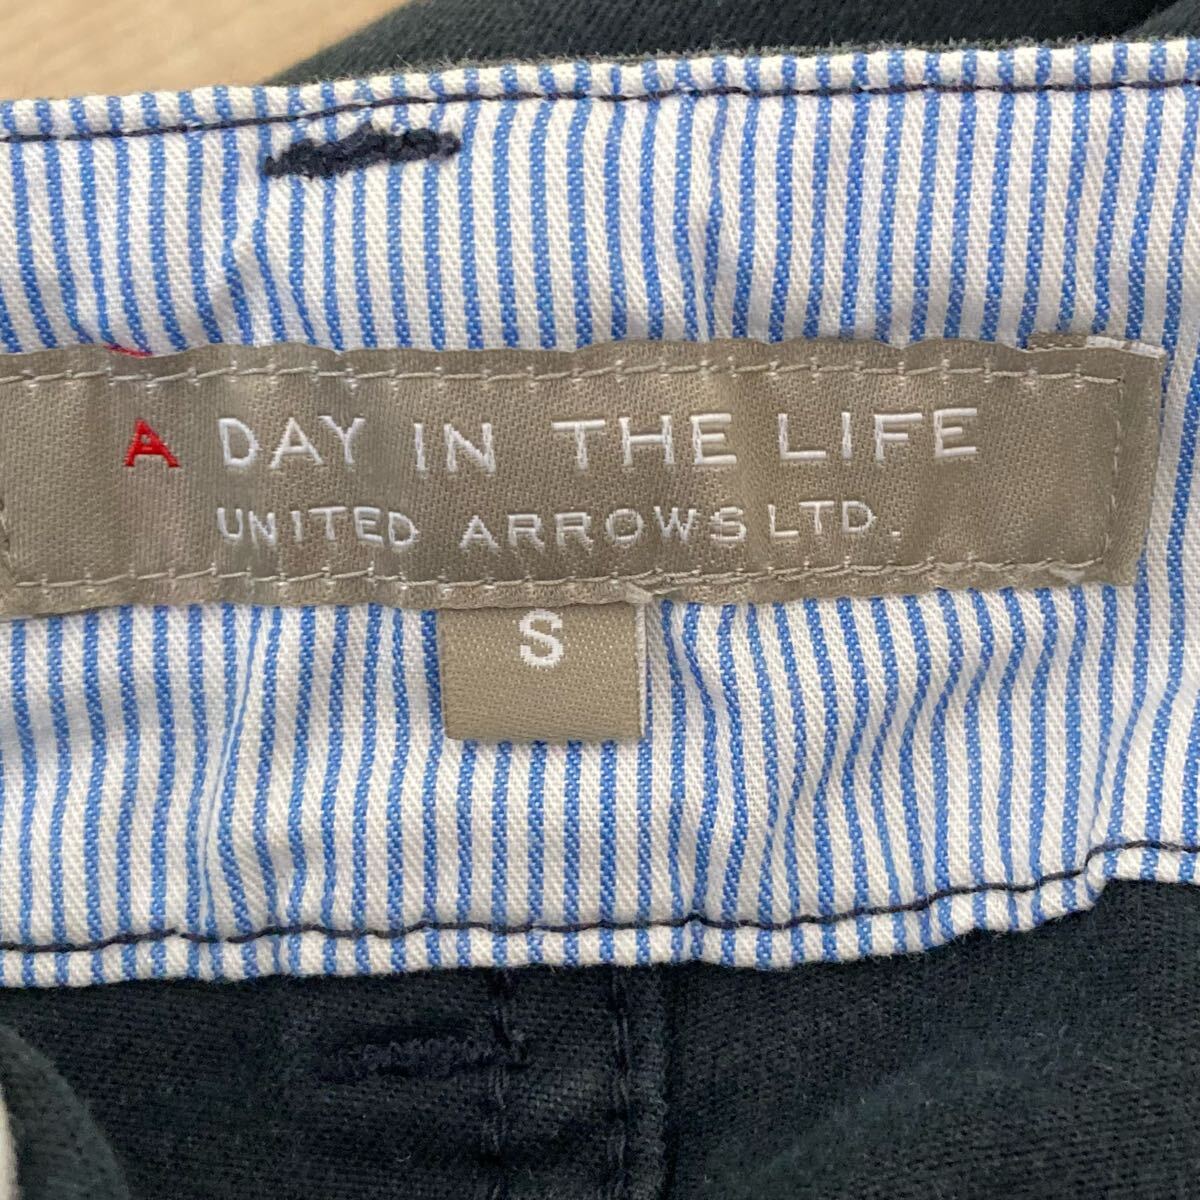 A DAY IN THE LIFE
UNITED ARROWS LTD.
S